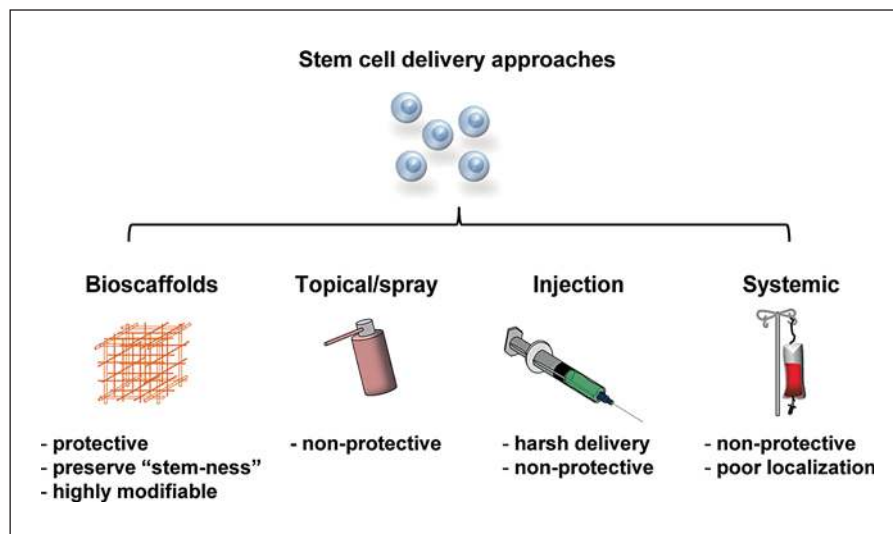 Stem cell delivery approaches
Bioscaffolds
- protective
- preserve “stem-ness”
- highly modifiable
Topical/spray
- non-protective
Injection
- harsh delivery
- non-protective
Systemic
- non-protective
- poor localization